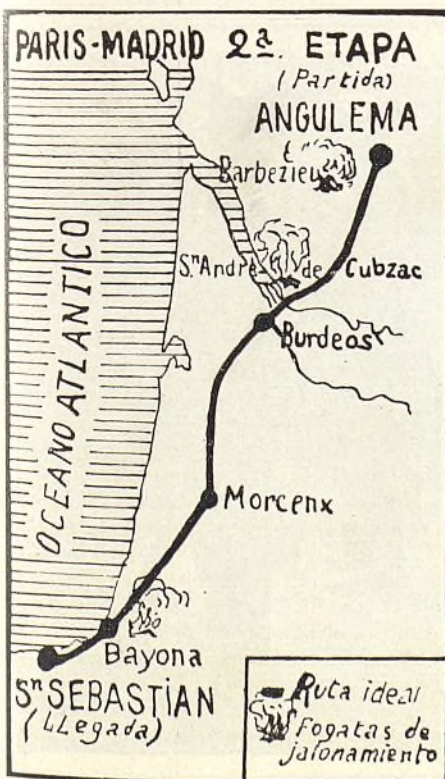 PARIS-MADRID 2ª. ETAPA
(Partida)
ANGULEMA
Barbezieu
Sn. André de Cubzac
Burdeos
OCEANO ATLANTICO
Morcenx
Bayona
Sn SEBASTIAN
(LLegada)
Ruta ideal
Fogatas de
jalonamiento